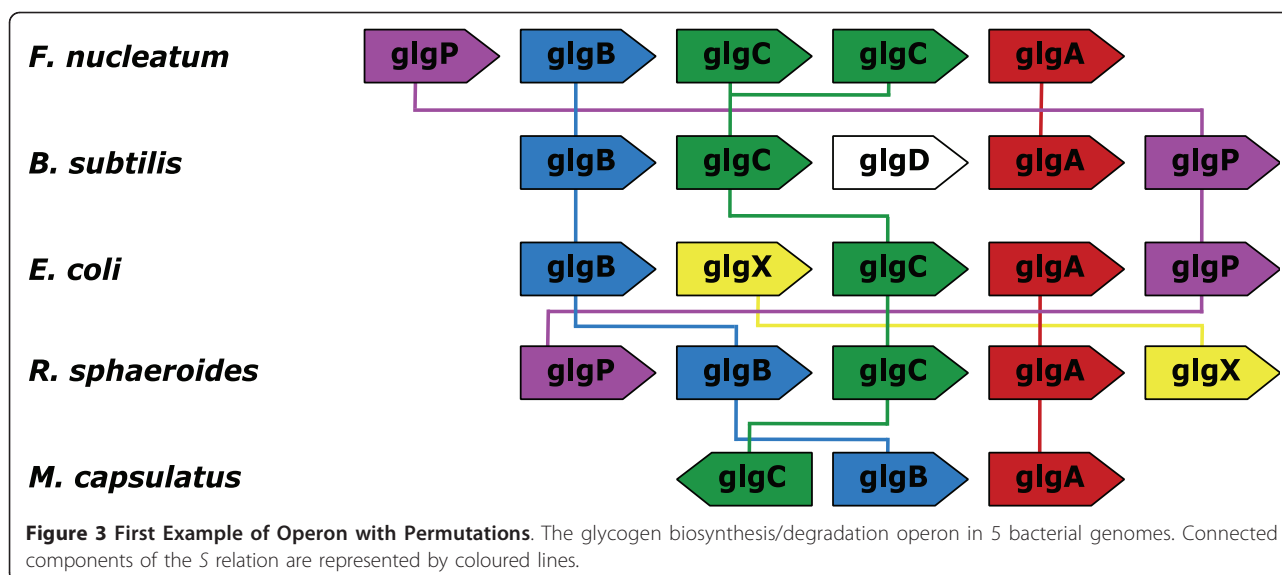 F. nucleatum glgP glgB glgC glgC glgA
B. subtilis glgB glgC glgD glgA glgP
E. coli glgB glgX glgC glgA glgP
R. sphaeroides glgP glgB glgC glgA glgX
M. capsulatus glgC glgB glgA
Figure 3 First Example of Operon with Permutations. The glycogen biosynthesis/degradation operon in 5 bacterial genomes. Connected
components of the S relation are represented by coloured lines.